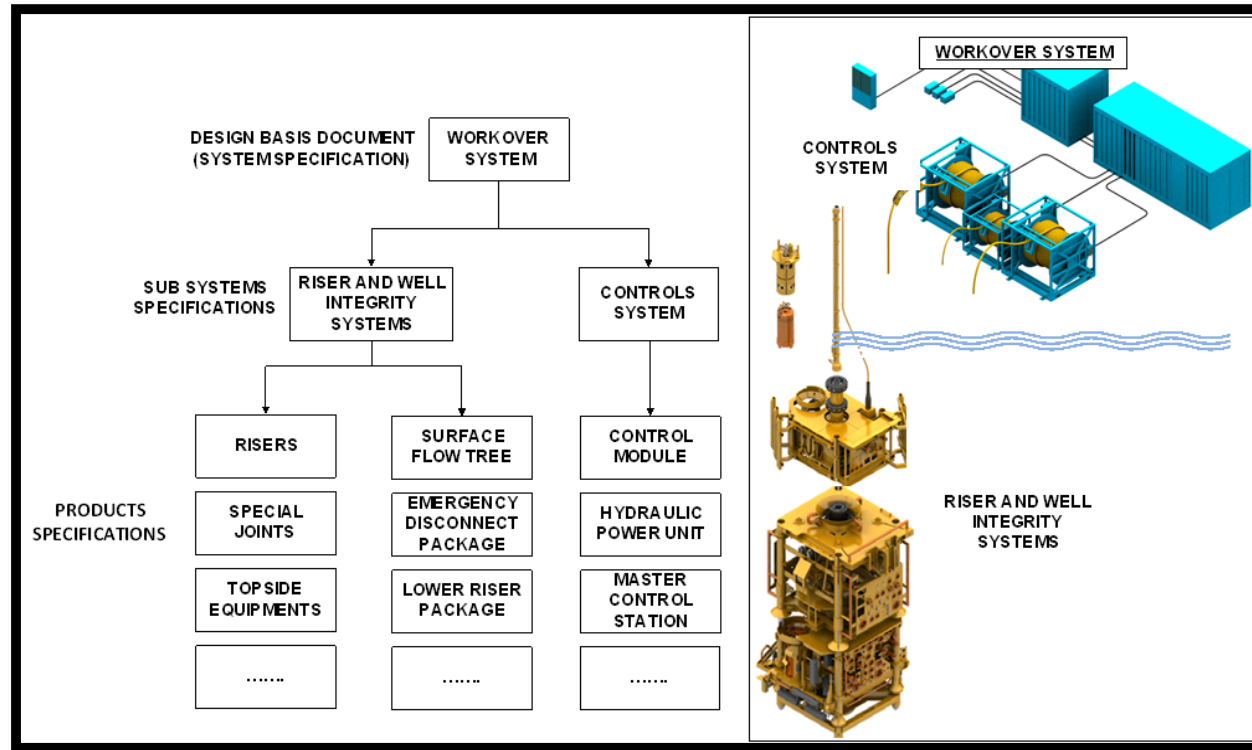 DESIGN BASIS DOCUMENT
(SYSTEM SPECIFICATION)
WORKOVER
SYSTEM
SUB SYSTEMS
SPECIFICATIONS
RISER AND WELL
INTEGRITY
SYSTEMS
CONTROLS
SYSTEM
PRODUCTS
SPECIFICATIONS
RISERS
SURFACE
FLOW TREE
CONTROL
MODULE
SPECIAL
JOINTS
EMERGENCY
DISCONNECT
PACKAGE
HYDRAULIC
POWER UNIT
TOPSIDE
EQUIPMENTS
LOWER RISER
PACKAGE
MASTER
CONTROL
STATION
.......
.......
.......
WORKOVER SYSTEM
CONTROLS
SYSTEM
RISER AND WELL
INTEGRITY
SYSTEMS